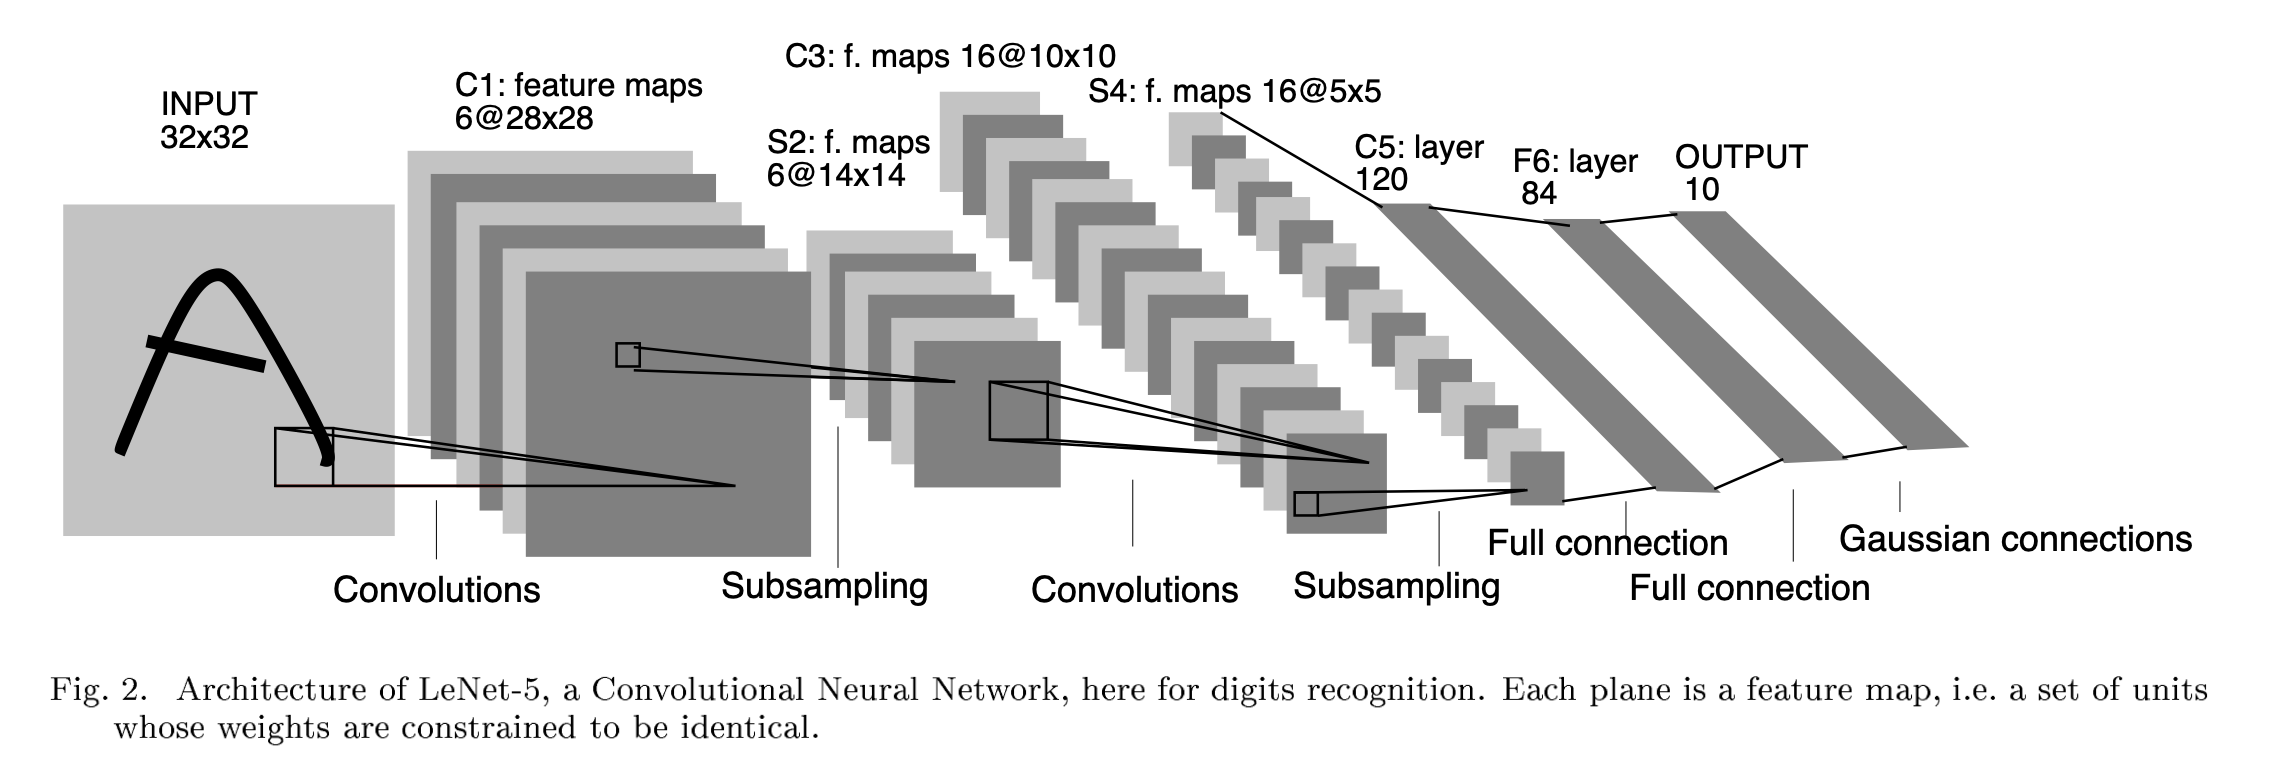 INPUT
32x32
C1: feature maps
6@28x28
S2: f. maps
6@14x14
C3: f. maps 16@10x10
S4: f. maps 16@5x5
C5: layer
120
F6: layer
84
OUTPUT
10
Convolutions
Subsampling
Convolutions
Subsampling
Full connection
Full connection
Gaussian connections
Fig. 2. Architecture of LeNet-5, a Convolutional Neural Network, here for digits recognition. Each plane is a feature map, i.e. a set of units
whose weights are constrained to be identical.